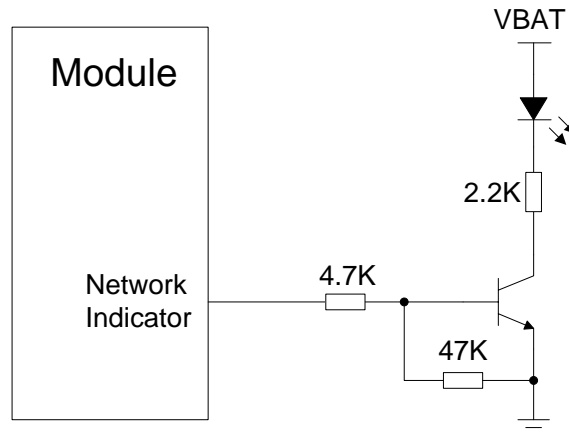 VBAT
Module
2.2K
4.7K
Network
Indicator
47K